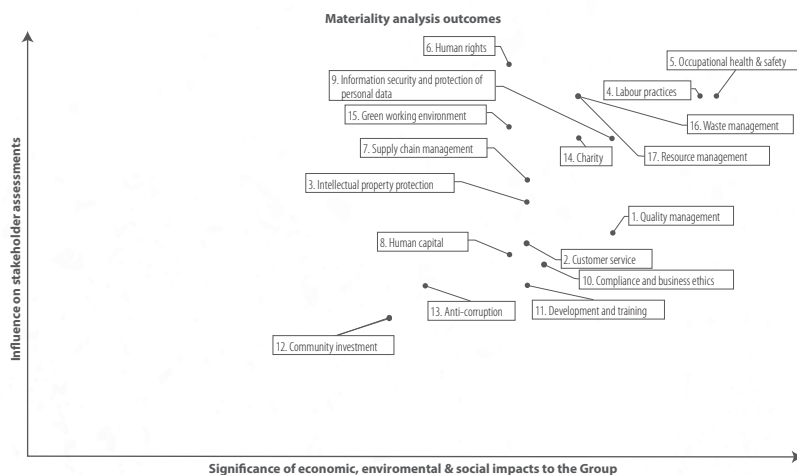 Materiality analysis outcomes
6. Human rights
5. Occupational health & safety
9. Information security and protection of
personal data
4. Labour practices
15. Green working environment
16. Waste management
7. Supply chain management
14. Charity
17. Resource management
3. Intellectual property protection
1. Quality management
8. Human capital
2. Customer service
10. Compliance and business ethics
13. Anti-corruption
11. Development and training
12. Community investment
Influence on stakeholder assessments
Significance of economic, enviromental & social impacts to the Group